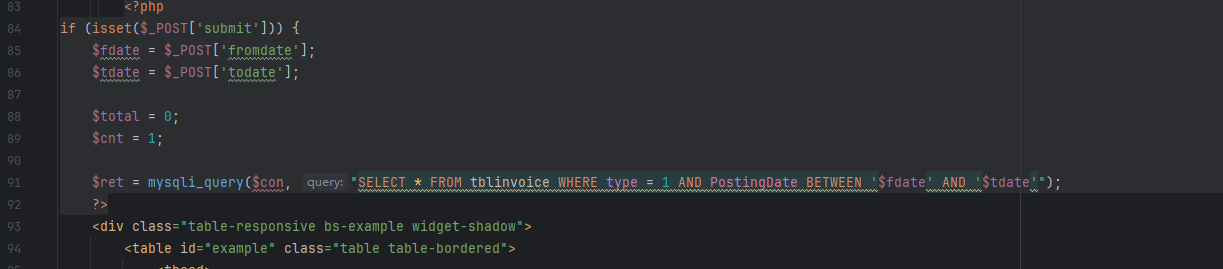 83 <?php
84 if (isset($_POST['submit'])) {
85 $fdate = $_POST['fromdate'];
86 $tdate = $_POST['todate'];
87
88 $total = 0;
89 $cnt = 1;
90
91 $ret = mysqli_query($con, query: "SELECT * FROM tblinvoice WHERE type = 1 AND PostingDate BETWEEN '$fdate' AND '$tdate'");
92 ?>
93 <div class="table-responsive bs-example widget-shadow">
94 <table id="example" class="table table-bordered">
95 <thead>